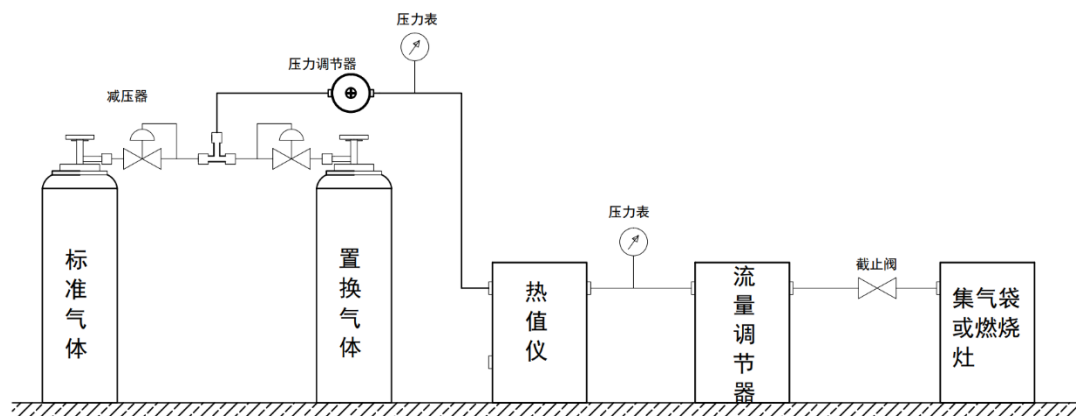 压力表
压力调节器
减压器
标准气体
置换气体
压力表
热值仪
流量调节器
截止阀
集气袋
或燃烧
灶